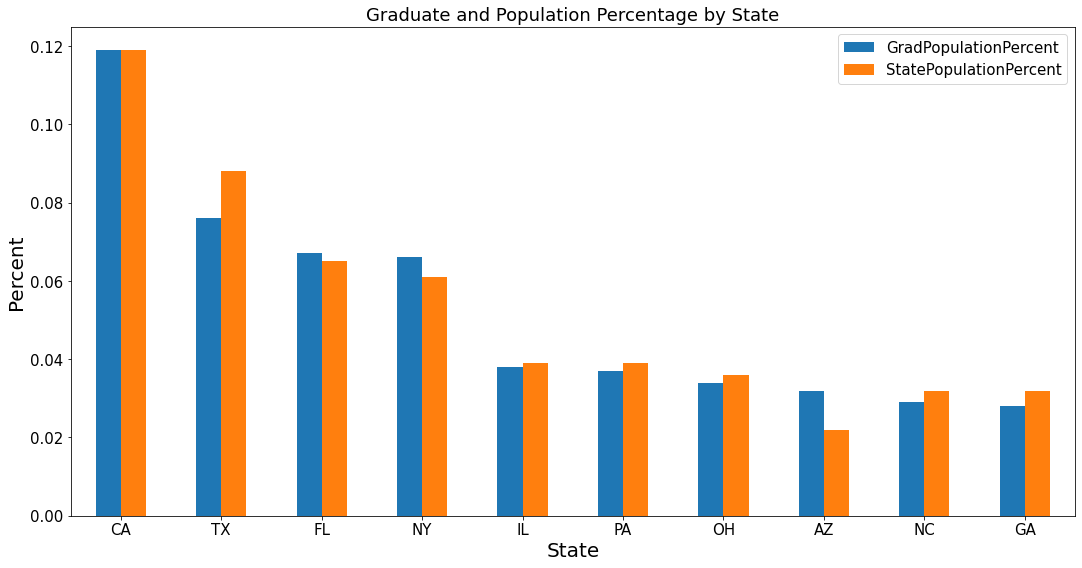 Graduate and Population Percentage by State
GradPopulationPercent
StatePopulationPercent
Percent
0.12
0.10
0.08
0.06
0.04
0.02
0.00
CA TX FL NY IL PA OH AZ NC GA
State